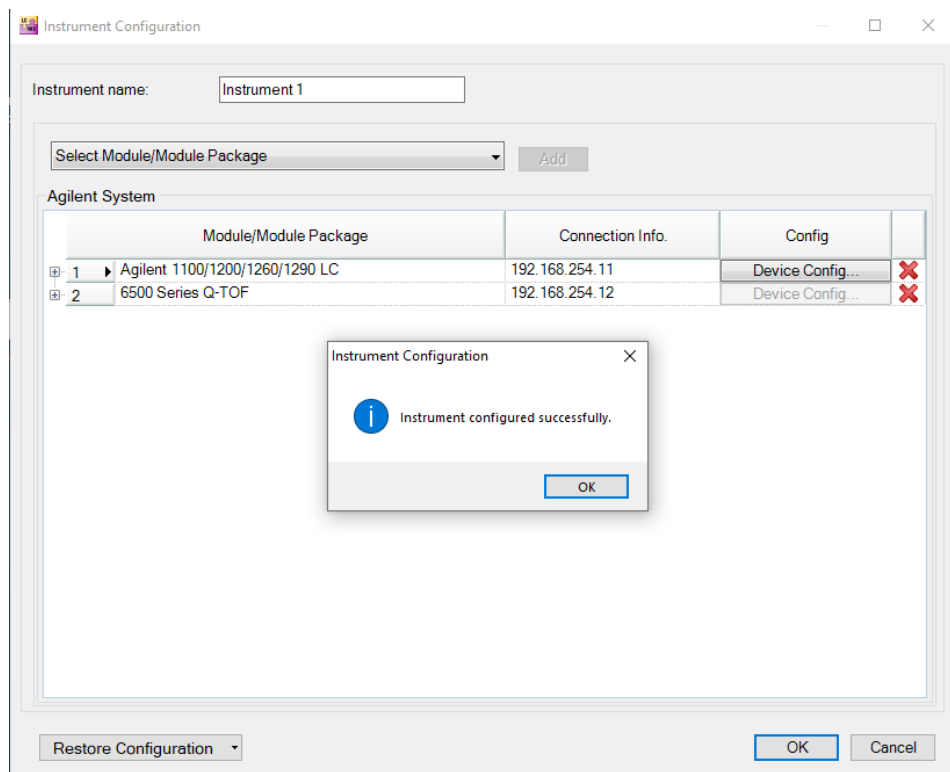 Instrument Configuration
Instrument name: Instrument 1
Select Module/Module Package Add
Agilent System
Module/Module Package Connection Info. Config
1 Agilent 1100/1200/1260/1290 LC 192.168.254.11 Device Config...
2 6500 Series Q-TOF 192.168.254.12 Device Config...
Instrument Configuration
Instrument configured successfully.
OK
Restore Configuration OK Cancel